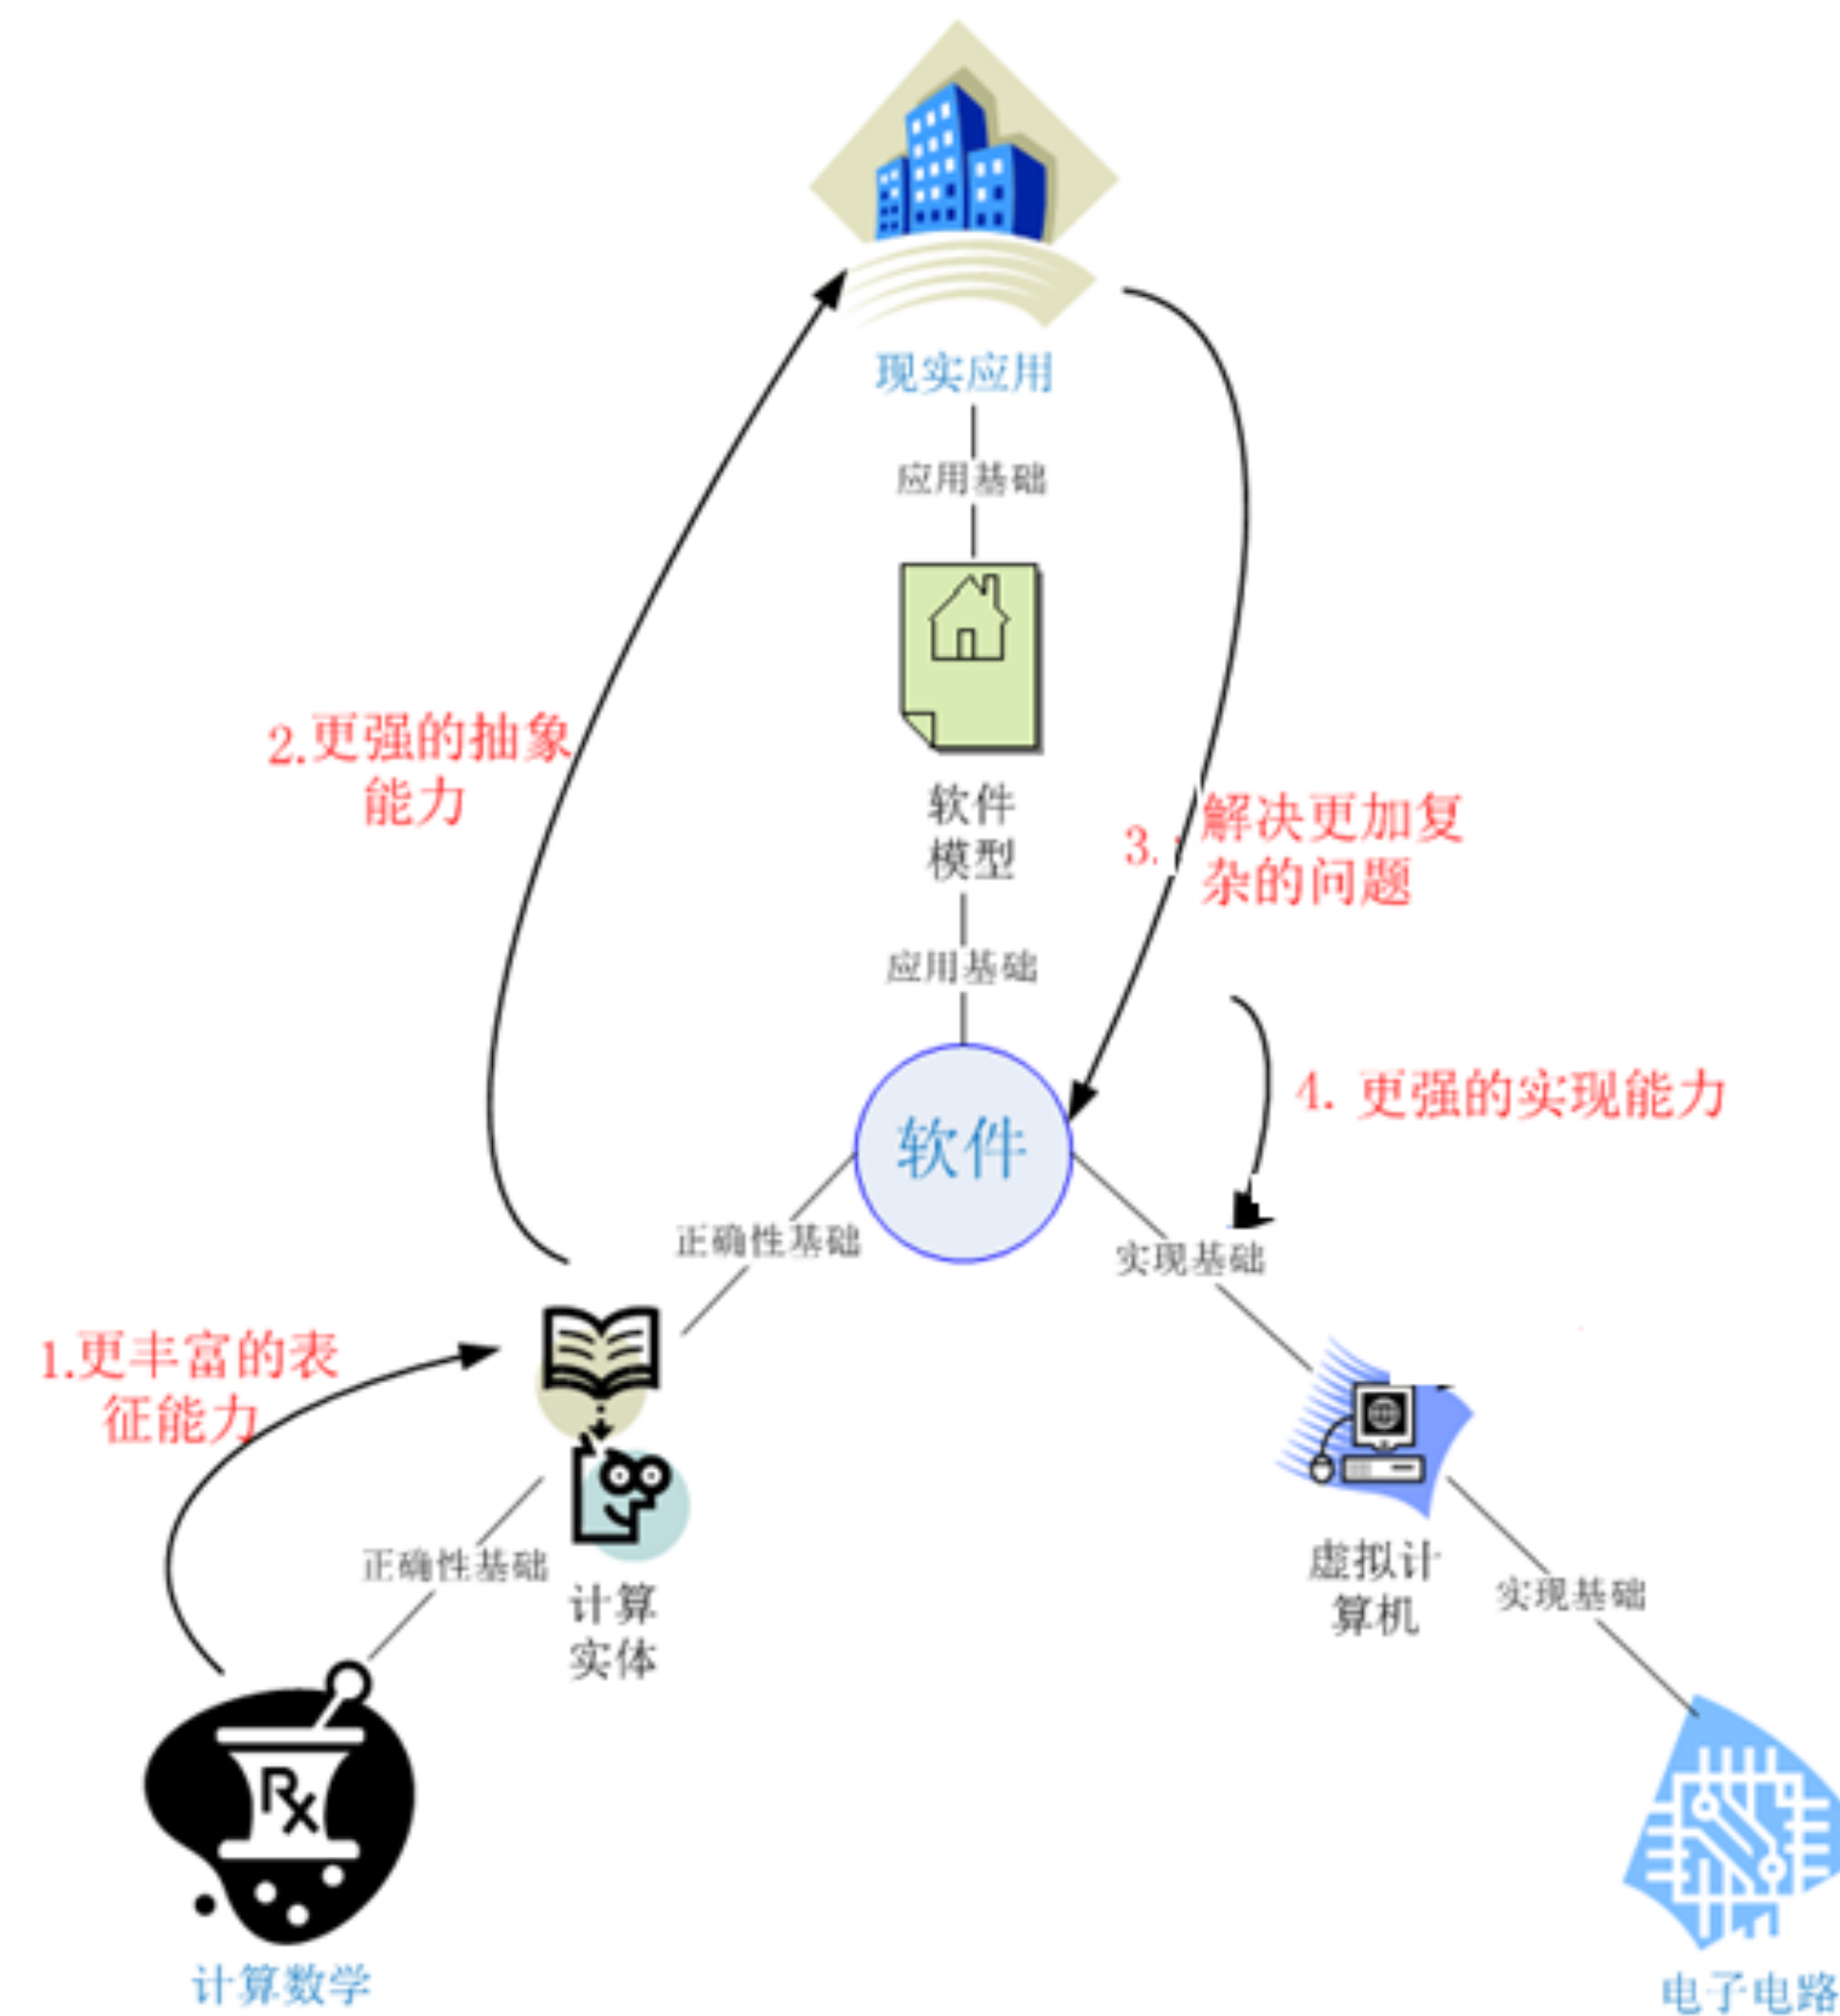 现实应用
应用基础
2.更强的抽象
能力
软件
模型
3.
解决更加复
杂的问题
应用基础
4. 更强的实现能力
软件
正确性基础
实现基础
1.更丰富的表
征能力
正确性基础
计算
实体
虚拟计
算机
实现基础
Rx
计算数学
电子电路